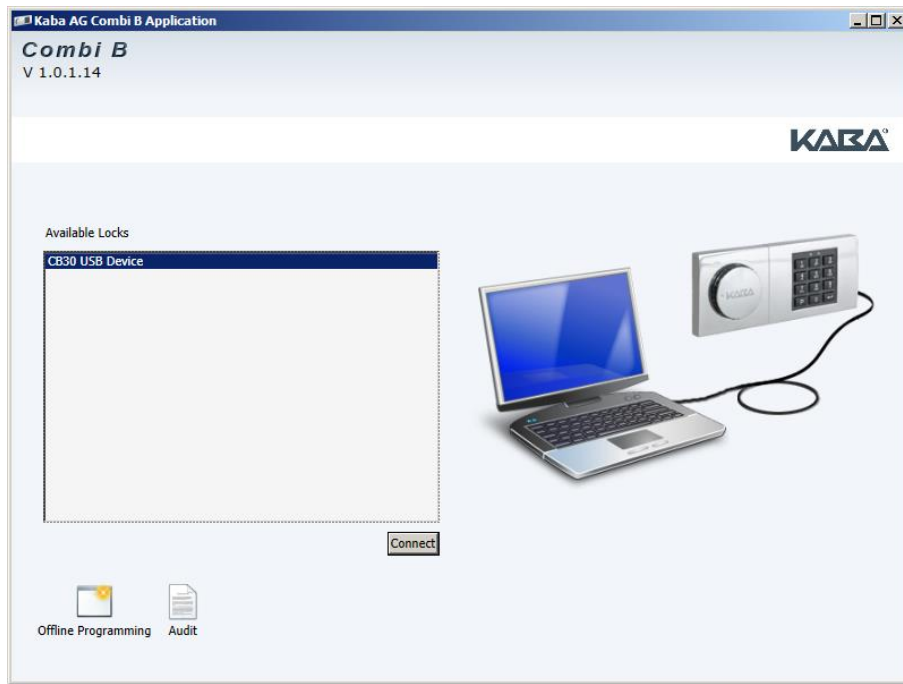 Kaba AG Combi B Application
Combi B
V 1.0.1.14
KABA
Available Locks
CB30 USB Device
KABA
Connect
Offline Programming
Audit